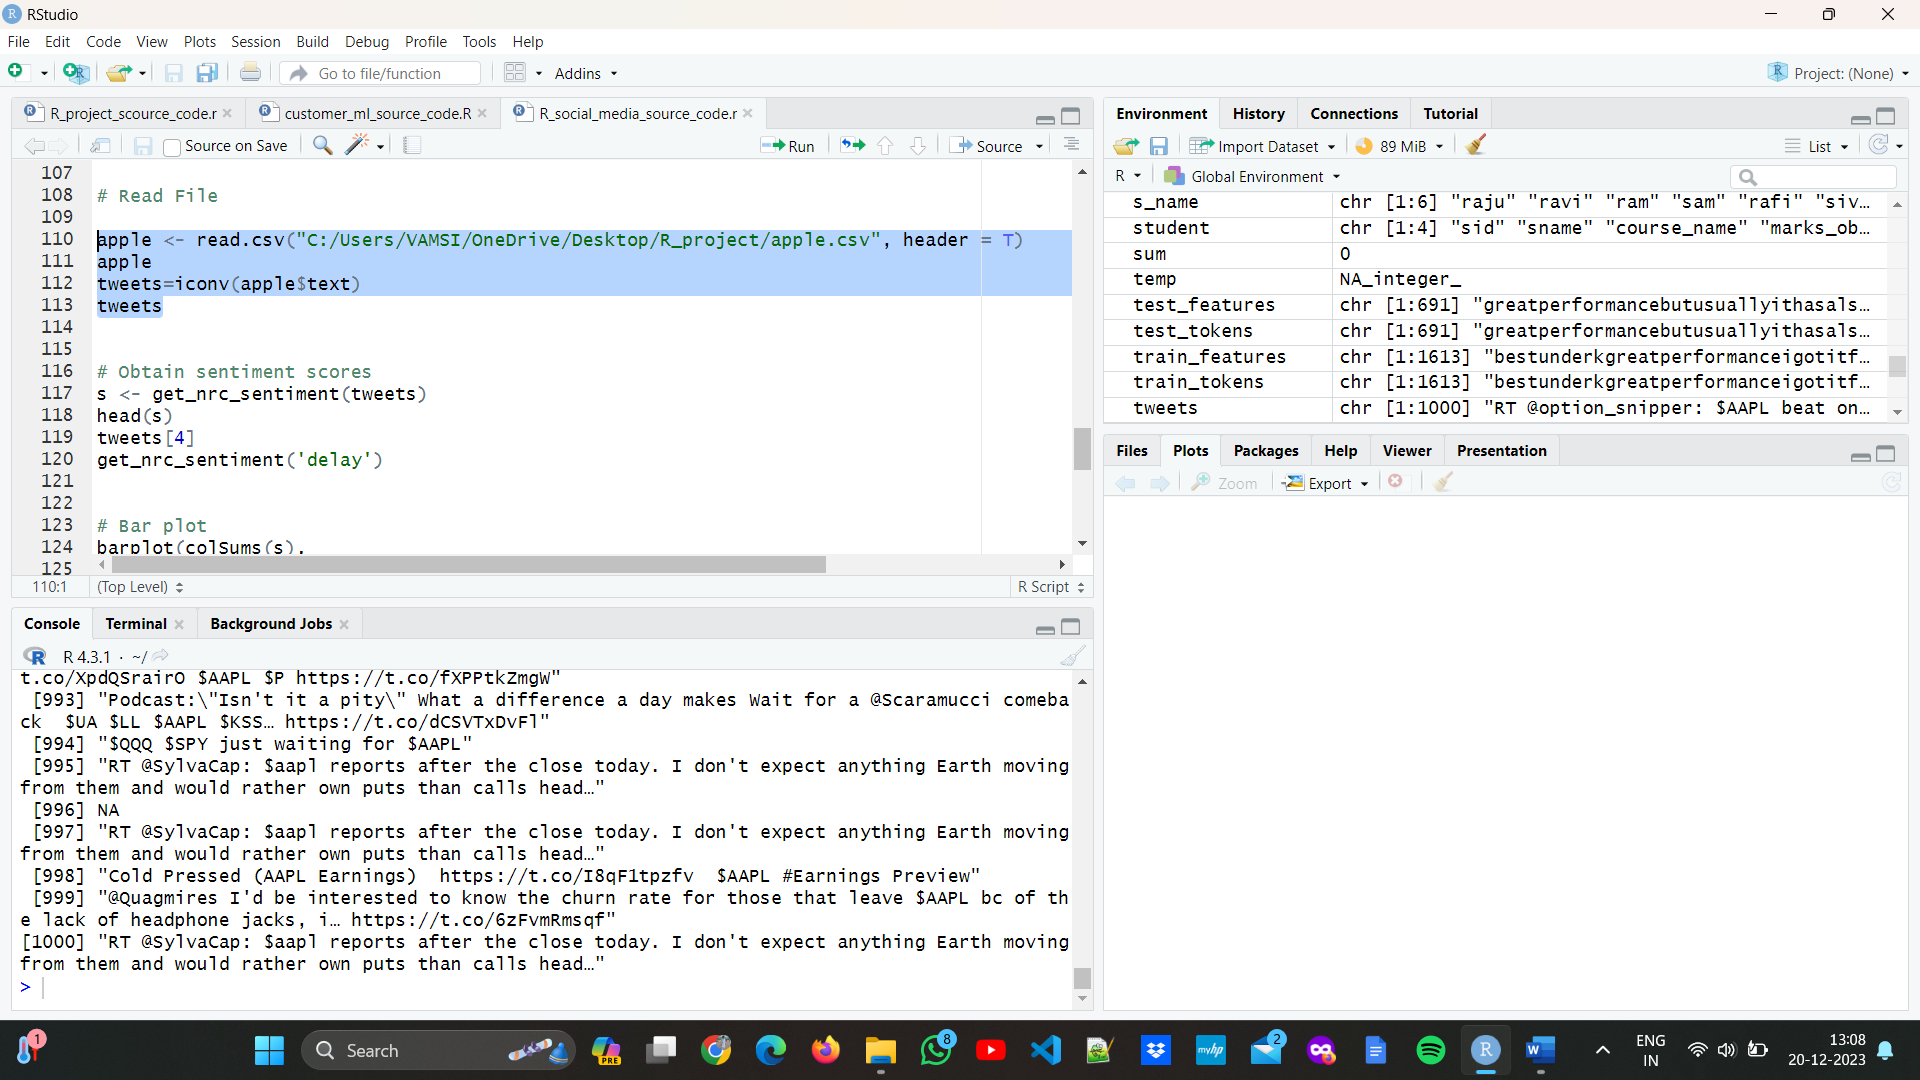 RStudio
File Edit Code View Plots Session Build Debug Profile Tools Help
Go to file/function Addins Project: (None)
R_project_scource_code.r customer_ml_source_code.R R_social_media_source_code.r
Source on Save Run Source
107
108 # Read File
109
110 apple <- read.csv("C:/Users/VAMSI/OneDrive/Desktop/R_project/apple.csv", header = T)
111 apple
112 tweets=iconv(apple$text)
113 tweets
114
115
116 # Obtain sentiment scores
117 s <- get_nrc_sentiment(tweets)
118 head(s)
119 tweets[4]
120 get_nrc_sentiment('delay')
121
122
123 # Bar plot
124 barplot(colSums(s),
125
110:1 (Top Level) R Script
Console Terminal Background Jobs
R 4.3.1 · ~/
t.co/XpdQSrairO $AAPL $P https://t.co/fXPPtkZmgW"
[993] "Podcast:\"Isn't it a pity\" What a difference a day makes Wait for a @Scaramucci comeba
ck $UA $LL $AAPL $KSS… https://t.co/dCSVTxDvFl"
[994] "$QQQ $SPY just waiting for $AAPL"
[995] "RT @SylvaCap: $aapl reports after the close today. I don't expect anything Earth moving
from them and would rather own puts than calls head…"
[996] NA
[997] "RT @SylvaCap: $aapl reports after the close today. I don't expect anything Earth moving
from them and would rather own puts than calls head…"
[998] "Cold Pressed (AAPL Earnings) https://t.co/I8qF1tpzfv $AAPL #Earnings Preview"
[999] "@Quagmires I'd be interested to know the churn rate for those that leave $AAPL bc of th
e lack of headphone jacks, i… https://t.co/6zFvmRmsqf"
[1000] "RT @SylvaCap: $aapl reports after the close today. I don't expect anything Earth moving
from them and would rather own puts than calls head…"
>
Environment History Connections Tutorial
Import Dataset 89 MiB List
R Global Environment
s_name chr [1:6] "raju" "ravi" "ram" "sam" "rafi" "siv…
student chr [1:4] "sid" "sname" "course_name" "marks_ob…
sum 0
temp NA_integer_
test_features chr [1:691] "greatperformancebutusuallyithasals…
test_tokens chr [1:691] "greatperformancebutusuallyithasals…
train_features chr [1:1613] "bestunderkgreatperformanceigotitf…
train_tokens chr [1:1613] "bestunderkgreatperformanceigotitf…
tweets chr [1:1000] "RT @option_snipper: $AAPL beat on…
Files Plots Packages Help Viewer Presentation
Zoom Export
1 Search PRE 8 myhp 2 R W ENG 13:08
IN 20-12-2023